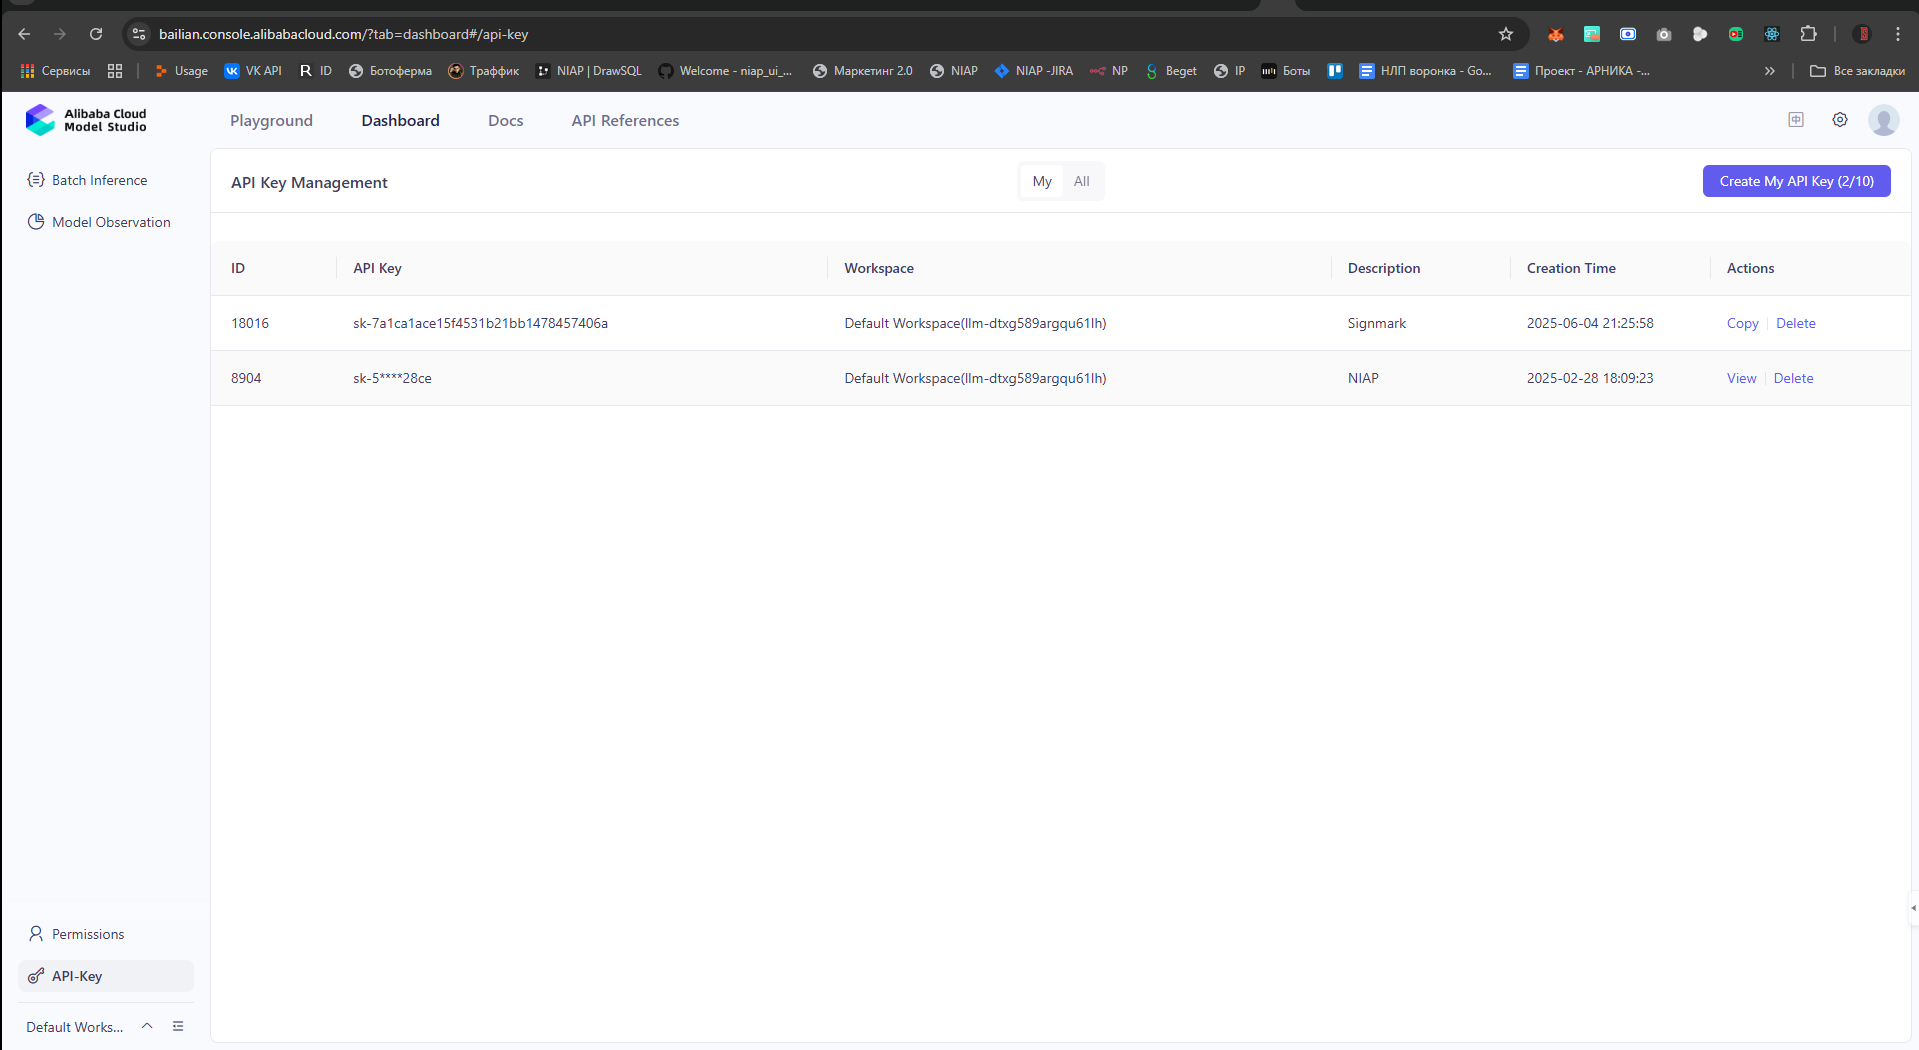 bailian.console.alibabacloud.com/?tab=dashboard#/api-key
Сервисы Usage VK API ID Ботоферма Траффик NIAP | DrawSQL Welcome - niap_ui_... Маркетинг 2.0 NIAP NIAP -JIRA NP Beget IP Боты НЛП воронка - Go... Проект - АРНИКА -... Все закладки
Alibaba Cloud
Model Studio
Playground Dashboard Docs API References
Batch Inference
Model Observation
API Key Management My All Create My API Key (2/10)
ID API Key Workspace Description Creation Time Actions
18016 sk-7a1ca1ace15f4531b21bb1478457406a Default Workspace(llm-dtxg589argqu61lh) Signmark 2025-06-04 21:25:58 Copy Delete
8904 sk-5****28ce Default Workspace(llm-dtxg589argqu61lh) NIAP 2025-02-28 18:09:23 View Delete
Permissions
API-Key
Default Works...